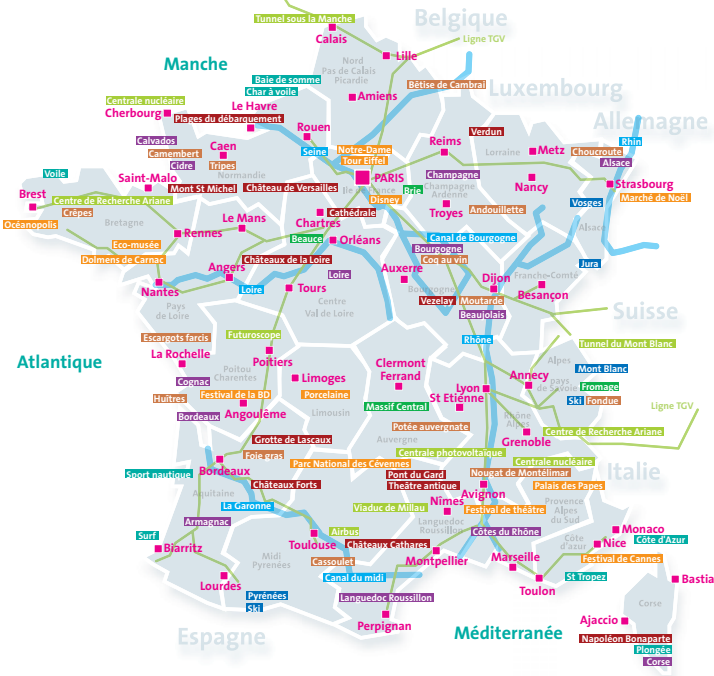 Tunnel sous la Manche
Belgique
Calais
Ligne TGV
Lille
Manche
Nord
Pas de Calais
Picardie
Baie de somme
Char à voile
Bêtise de Cambrai
Luxembourg
Amiens
Centrale nucléaire
Le Havre
Cherbourg
Plages du débarquement
Allemagne
Rouen
Verdun
Rhin
Calvados
Caen
Seine
Notre-Dame
Reims
Lorraine
Metz
Choucroute
Camembert
Tour Eiffel
Alsace
Cidre
Tripes
Voile
Saint-Malo
Normandie
PARIS
Champagne
Nancy
Strasbourg
Mont St Michel
Château de Versailles
Ile de France
Brie
Champagne
Ardenne
Marché de Noël
Brest
Centre de Recherche Ariane
Disney
Vosges
Crêpes
Le Mans
Cathédrale
Troyes
Andouillette
Océanopolis
Bretagne
Chartres
Alsace
Rennes
Beauce
Orléans
Canal de Bourgogne
Eco-musée
Bourgogne
Dolmens de Carnac
Châteaux de la Loire
Coq au vin
Jura
Angers
Loire
Auxerre
Dijon
Franche-Comté
Nantes
Loire
Tours
Bourgogne
Besançon
Pays
de Loire
Centre
Val de Loire
Vezelay
Moutarde
Suisse
Beaujolais
Escargots farcis
Futuroscope
Rhône
Tunnel du Mont Blanc
La Rochelle
Atlantique
Poitiers
Clermont
Ferrand
Alpes
pays
de Savoie
Mont Blanc
Poitou
Charentes
Limoges
Annecy
Cognac
Lyon
Fromage
Huîtres
Festival de la BD
Porcelaine
St Etienne
Ski
Fondue
Bordeaux
Angoulême
Limousin
Massif Central
Rhône
Alpes
Ligne TGV
Potée auvergnate
Centre de Recherche Ariane
Grotte de Lascaux
Auvergne
Grenoble
Foie gras
Centrale photovoltaïque
Bordeaux
Parc National des Cévennes
Centrale nucléaire
Italie
Sport nautique
Pont du Gard
Nougat de Montélimar
Châteaux Forts
Théâtre antique
Palais des Papes
Aquitaine
Avignon
La Garonne
Viaduc de Millau
Nîmes
Festival de théâtre
Provence
Alpes
du Sud
Armagnac
Languedoc
Roussillon
Airbus
Côtes du Rhône
Monaco
Surf
Côte
d'azur
Côte d'Azur
Biarritz
Toulouse
Châteaux Cathares
Nice
Midi
Pyrénées
Cassoulet
Montpellier
Marseille
Festival de Cannes
Lourdes
Canal du midi
St Tropez
Bastia
Toulon
Pyrénées
Ski
Languedoc Roussillon
Corse
Espagne
Perpignan
Méditerranée
Ajaccio
Napoléon Bonaparte
Plongée
Corse